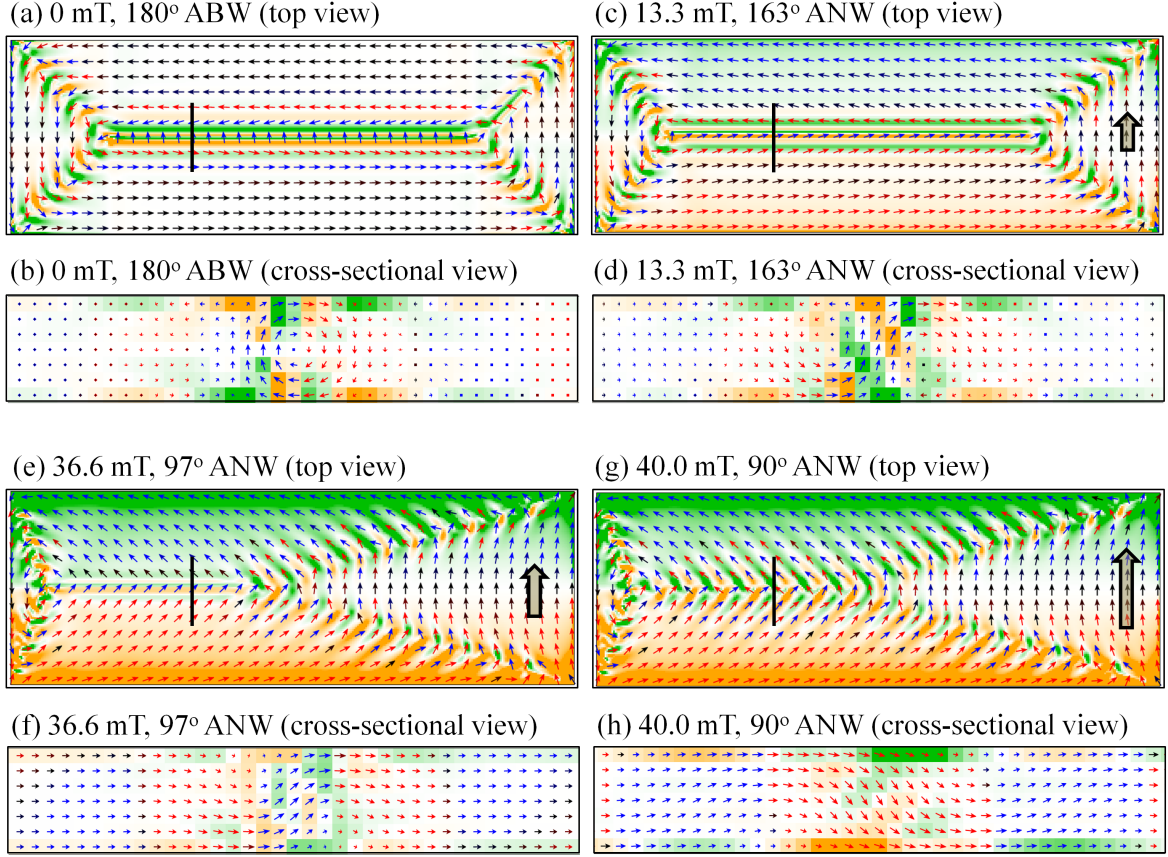 (a) 0 mT, 180° ABW (top view)
(c) 13.3 mT, 163° ANW (top view)
(b) 0 mT, 180° ABW (cross-sectional view)
(d) 13.3 mT, 163° ANW (cross-sectional view)
(e) 36.6 mT, 97° ANW (top view)
(g) 40.0 mT, 90° ANW (top view)
(f) 36.6 mT, 97° ANW (cross-sectional view)
(h) 40.0 mT, 90° ANW (cross-sectional view)